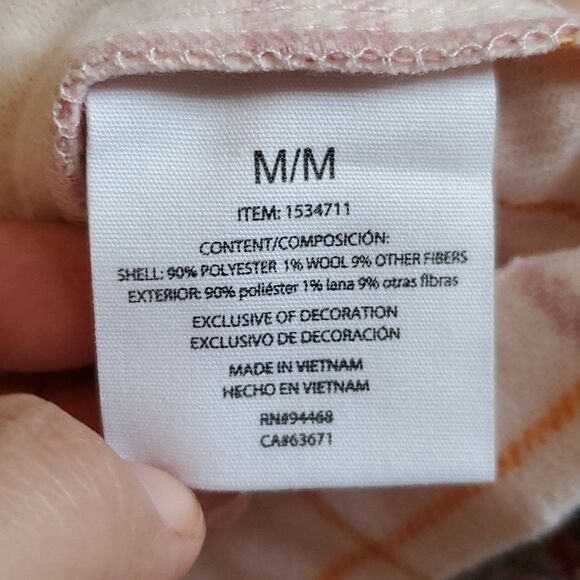 M/M
ITEM: 1534711
CONTENT/COMPOSICIÓN:
SHELL: 90% POLYESTER 1% WOOL 9% OTHER FIBERS
EXTERIOR: 90% poliéster 1% lana 9% otras fibras
EXCLUSIVE OF DECORATION
EXCLUSIVO DE DECORACIÓN
MADE IN VIETNAM
HECHO EN VIETNAM
RN#94468
CA#63671